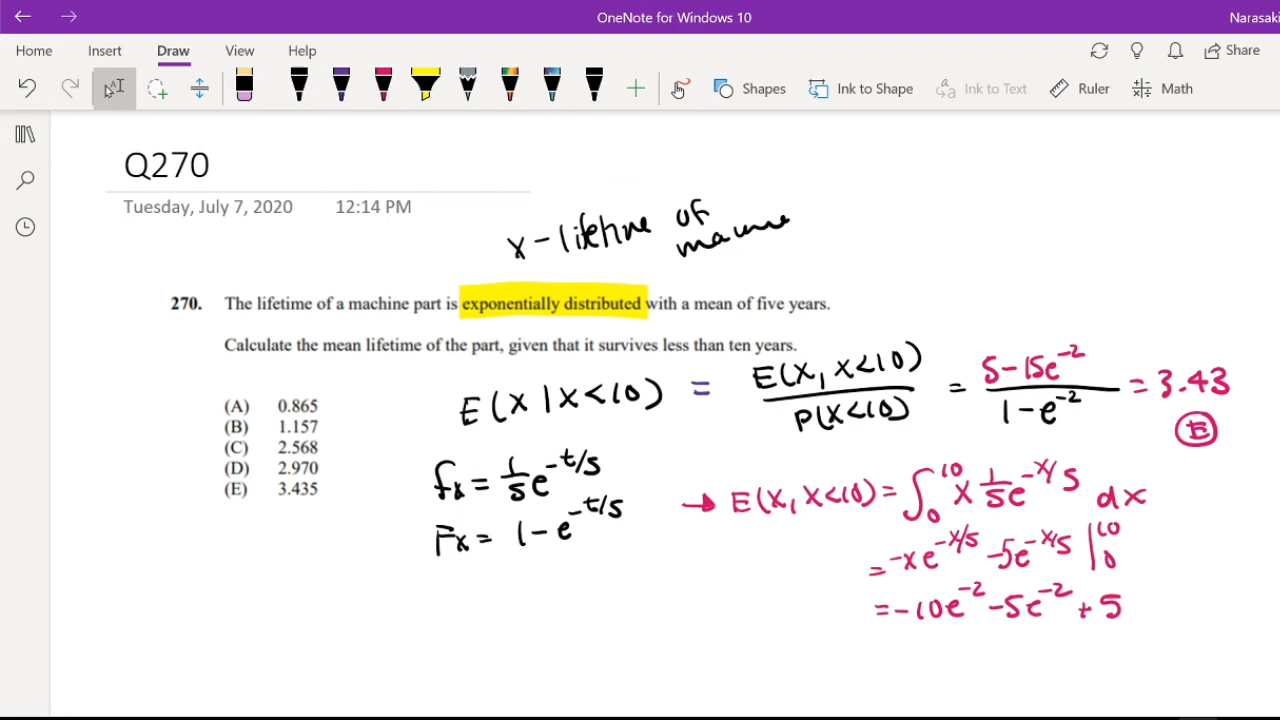 OneNote for Windows 10
Narasaki
Home Insert Draw View Help
Share
Shapes Ink to Shape Ink to Text Ruler Math
Q270
Tuesday, July 7, 2020 12:14 PM
x - lifetime of
machine
270. The lifetime of a machine part is exponentially distributed with a mean of five years.
Calculate the mean lifetime of the part, given that it survives less than ten years.
(A) 0.865
(B) 1.157
(C) 2.568
(D) 2.970
(E) 3.435
E(X | X<10) = E(X, X<10) / P(X<10) = 5-15e^-2 / 1-e^-2 = 3.43
E
fx = 1/5 e^-t/5
Fx = 1 - e^-t/5
→ E(X, X<10) = ∫_0^10 x 1/5 e^-x/5 dx
= -xe^-x/5 -5e^-x/5 |_0^10
= -10e^-2 -5e^-2 + 5